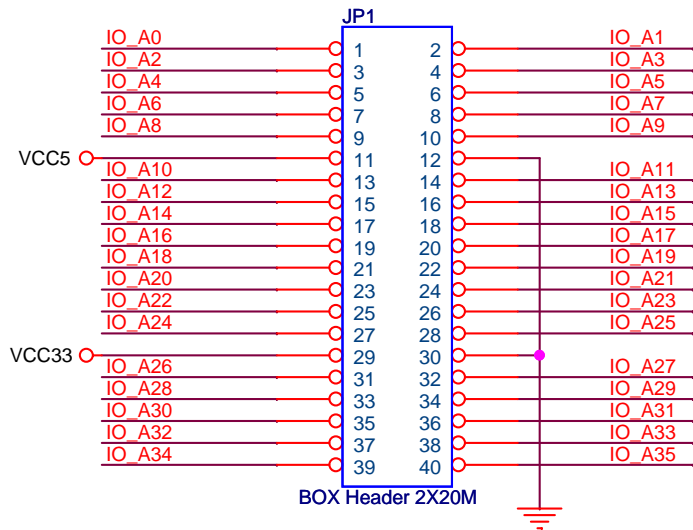 JP1
IO_A0 1 2 IO_A1
IO_A2 3 4 IO_A3
IO_A4 5 6 IO_A5
IO_A6 7 8 IO_A7
IO_A8 9 10 IO_A9
VCC5 11 12
IO_A10 13 14 IO_A11
IO_A12 15 16 IO_A13
IO_A14 17 18 IO_A15
IO_A16 19 20 IO_A17
IO_A18 21 22 IO_A19
IO_A20 23 24 IO_A21
IO_A22 25 26 IO_A23
IO_A24 27 28 IO_A25
VCC33 29 30
IO_A26 31 32 IO_A27
IO_A28 33 34 IO_A29
IO_A30 35 36 IO_A31
IO_A32 37 38 IO_A33
IO_A34 39 40 IO_A35
BOX Header 2X20M